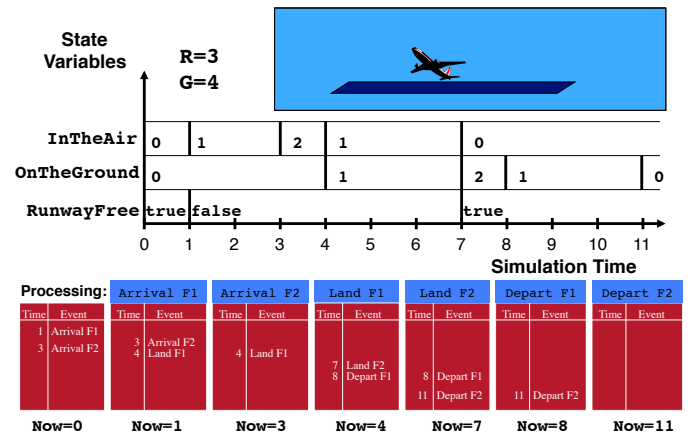 State
Variables
R=3
G=4
InTheAir 0 1 2 1 0
OnTheGround 0 1 2 1 0
RunwayFree true false true
0 1 2 3 4 5 6 7 8 9 10 11
Simulation Time
Processing: Arrival F1 Arrival F2 Land F1 Land F2 Depart F1 Depart F2
Time Event Time Event Time Event Time Event Time Event Time Event Time Event
1 Arrival F1
3 Arrival F2
3 Arrival F2
4 Land F1
4 Land F1
7 Land F2
8 Depart F1
8 Depart F1
11 Depart F2
11 Depart F2
Now=0 Now=1 Now=3 Now=4 Now=7 Now=8 Now=11